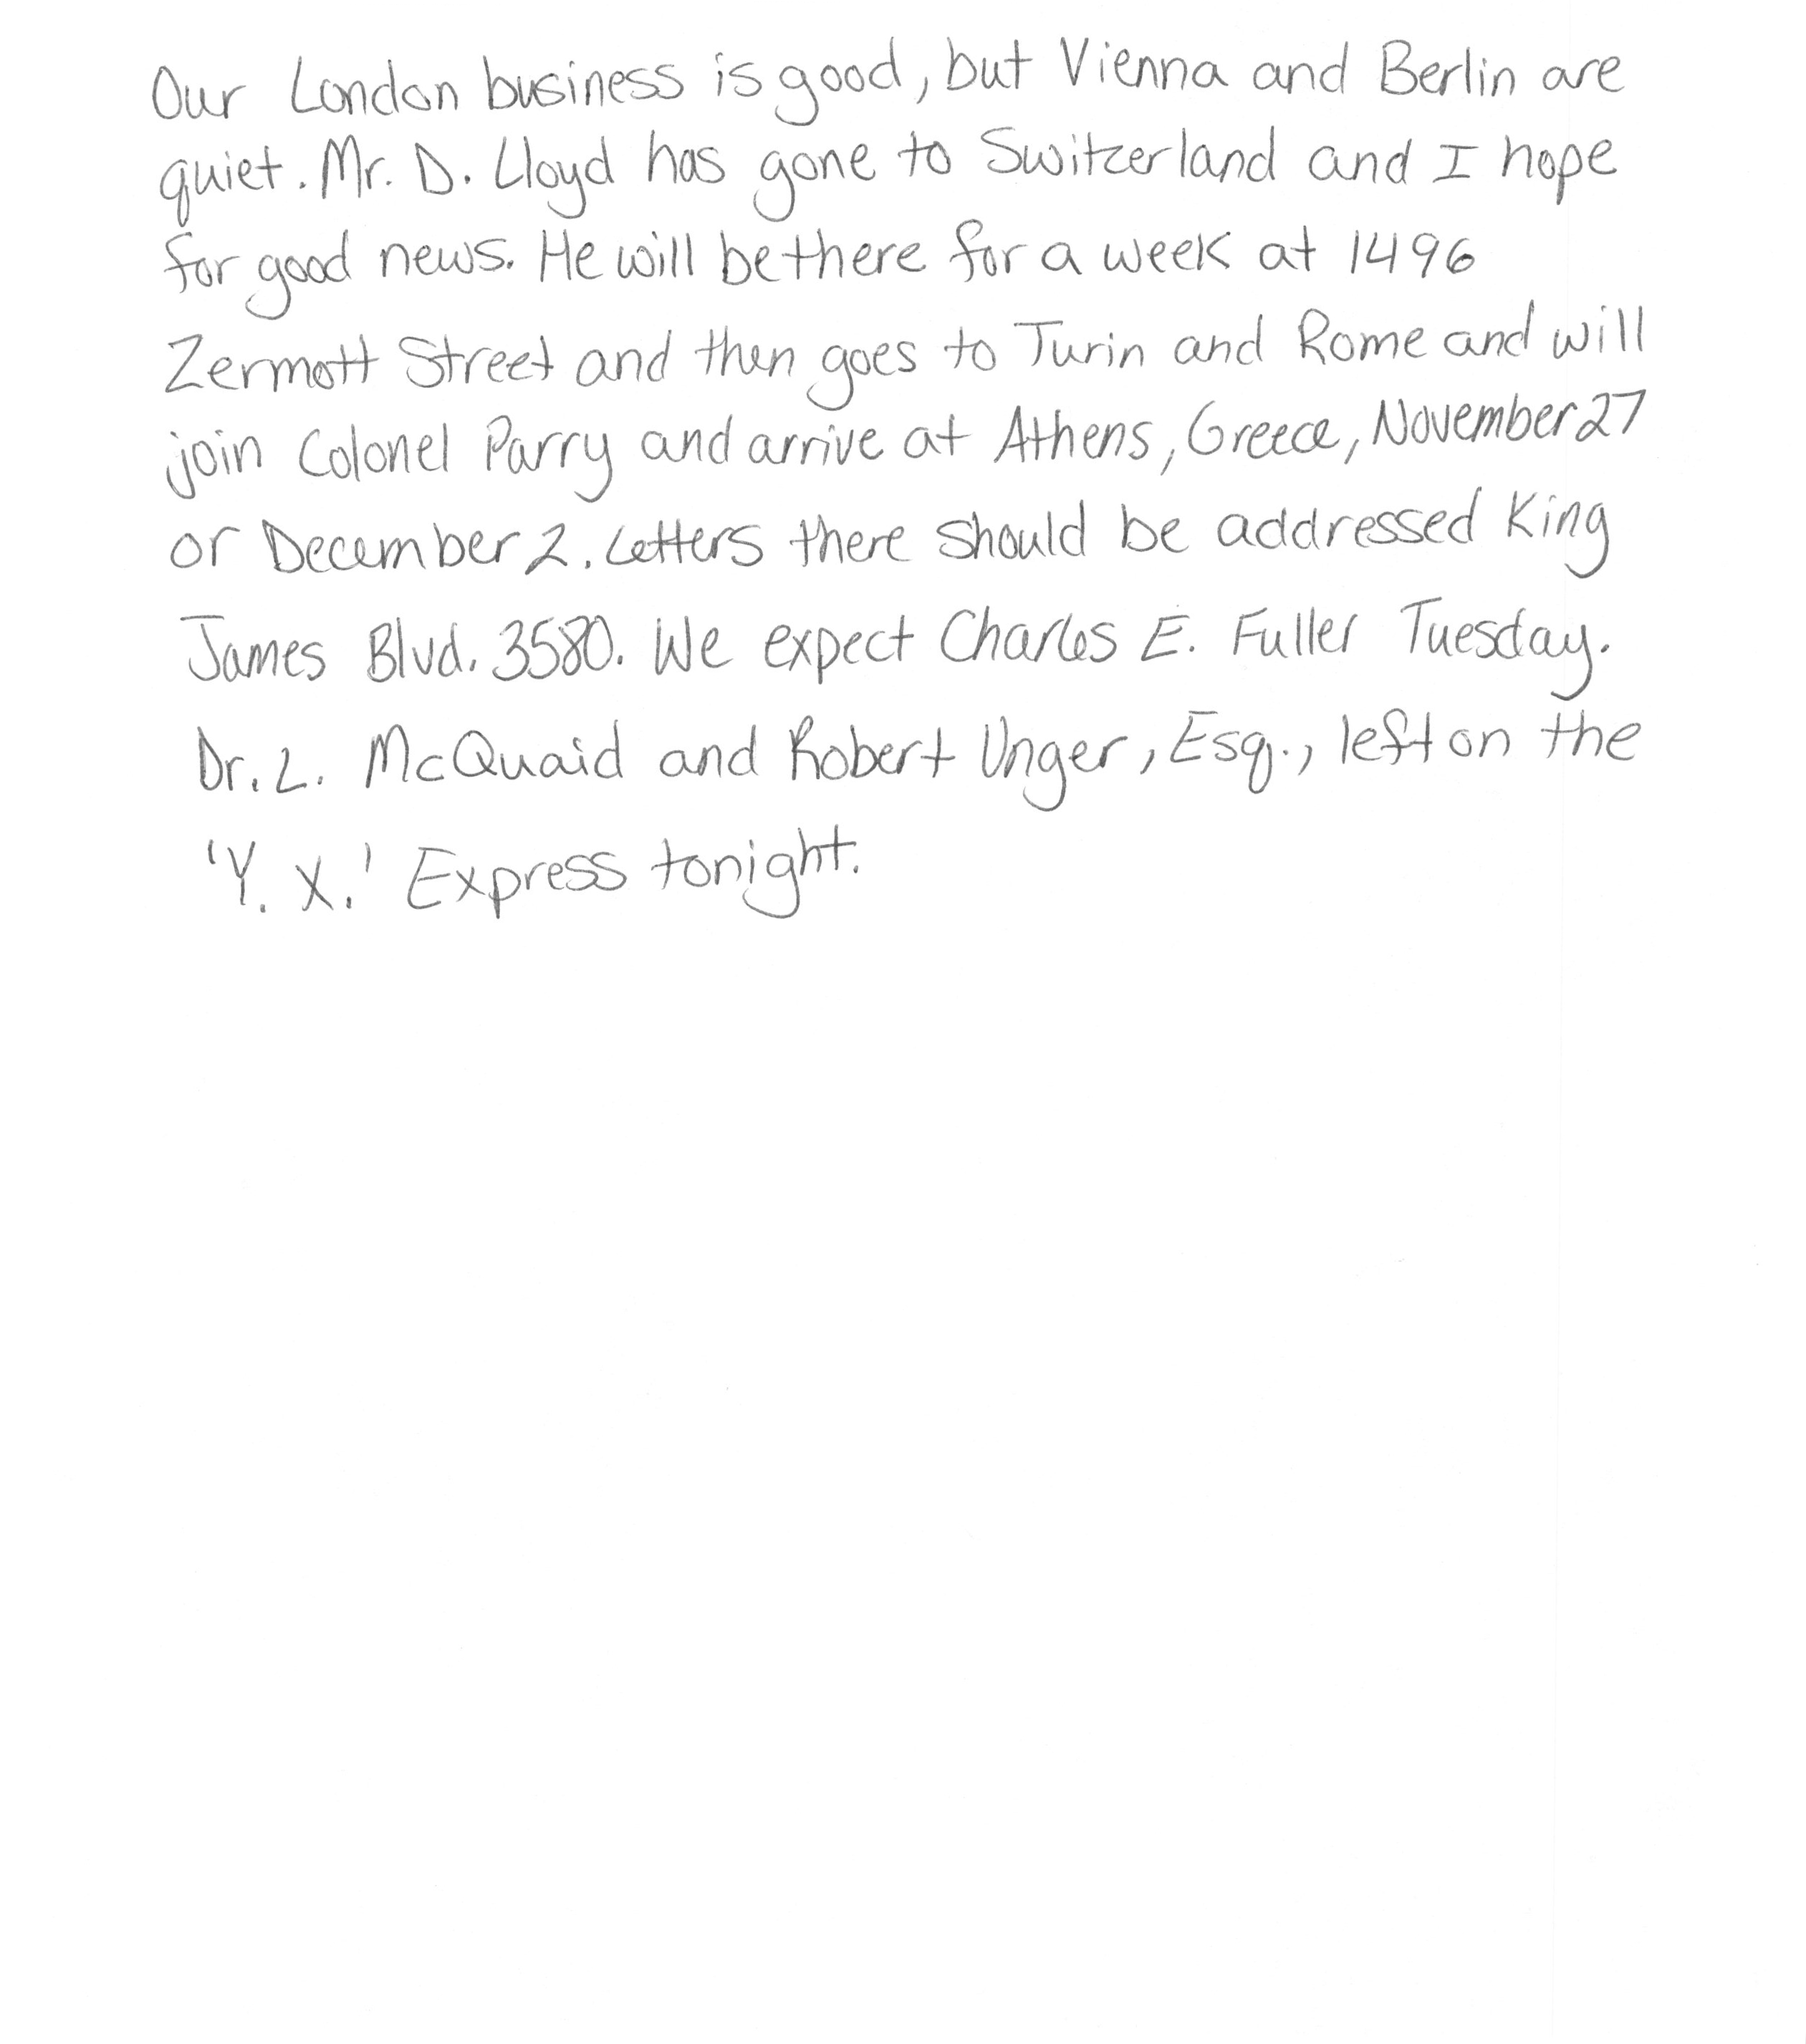 Our London business is good, but Vienna and Berlin are
quiet. Mr. D. Lloyd has gone to Switzerland and I hope
for good news. He will be there for a week at 1496
Zermott Street and then goes to Turin and Rome and will
join Colonel Parry and arrive at Athens, Greece, November 27
or December 2. Letters there should be addressed King
James Blvd. 3580. We expect Charles E. Fuller Tuesday.
Dr. L. McQuaid and Robert Unger, Esq., left on the
'Y. X.' Express tonight.